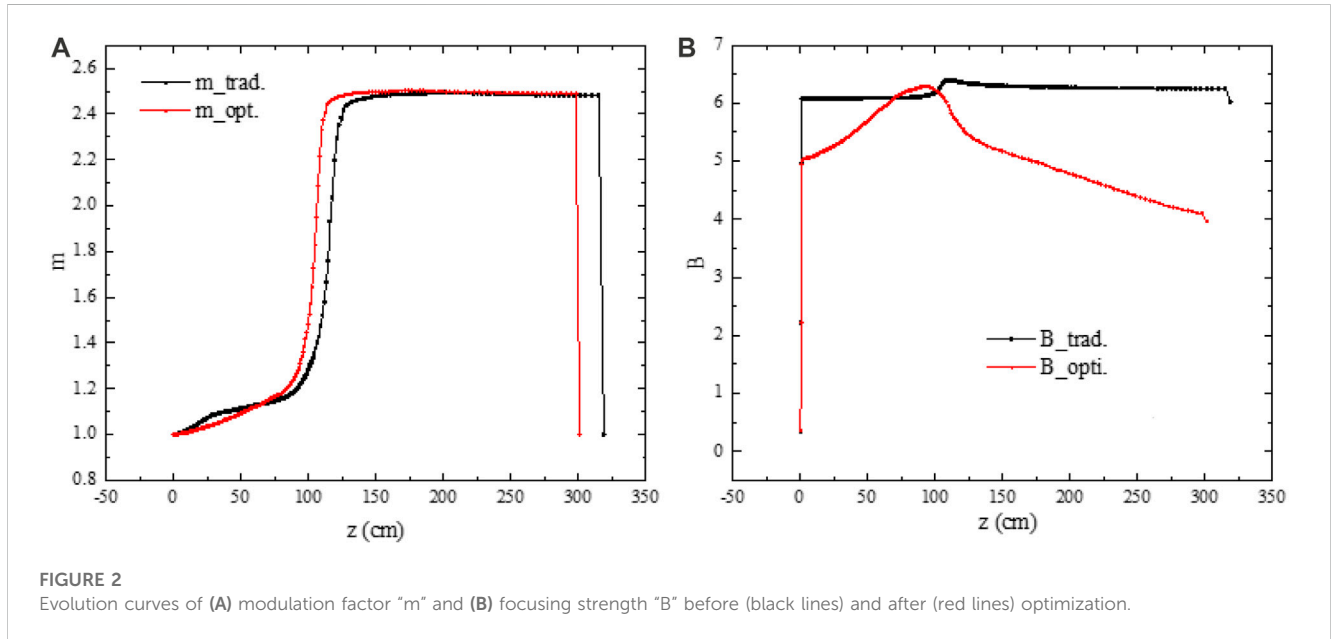 A
2.6
2.4
2.2
2.0
1.8
1.6
1.4
1.2
1.0
0.8
m
m_trad.
m_opt.
-50 0 50 100 150 200 250 300 350
z (cm)
B
7
6
5
4
3
2
1
0
B
B_trad.
B_opti.
-50 0 50 100 150 200 250 300 350
z (cm)
FIGURE 2
Evolution curves of (A) modulation factor “m” and (B) focusing strength “B” before (black lines) and after (red lines) optimization.